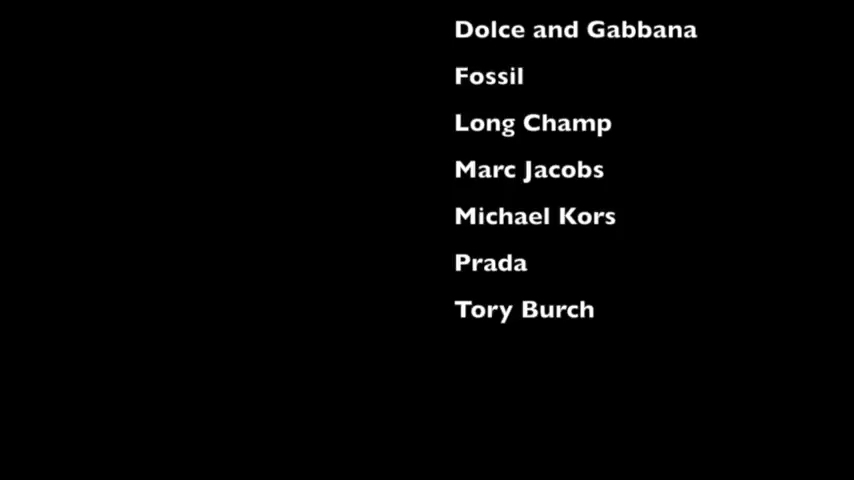 Dolce and Gabbana
Fossil
Long Champ
Marc Jacobs
Michael Kors
Prada
Tory Burch